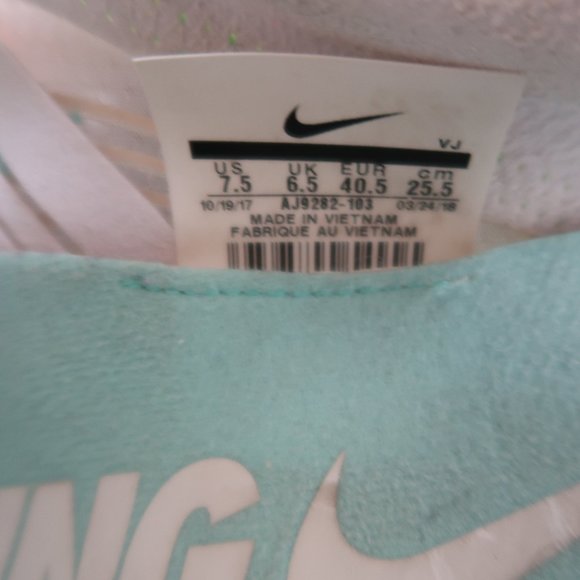 VJ
US UK EUR cm
7.5 6.5 40.5 25.5
10/19/17 AJ9282-103 03/24/18
MADE IN VIETNAM
FABRIQUE AU VIETNAM
NG